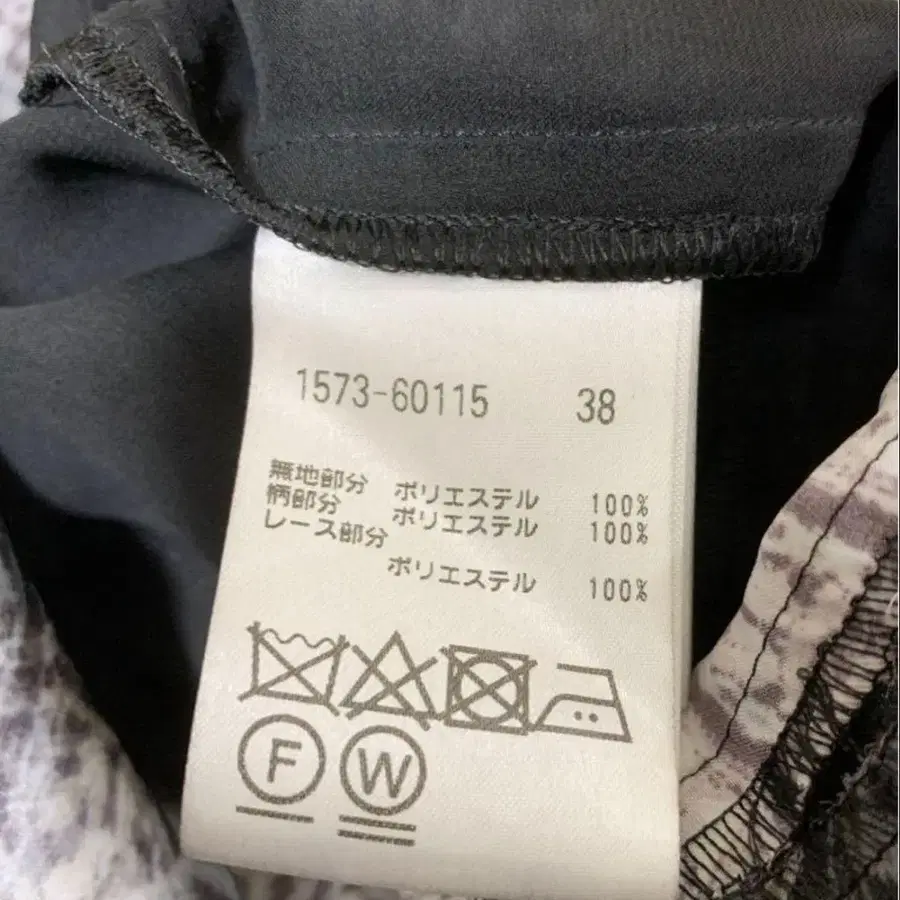 1573-60115 38
無地部分 ポリエステル 100%
柄部分 ポリエステル 100%
レース部分
ポリエステル 100%
F W